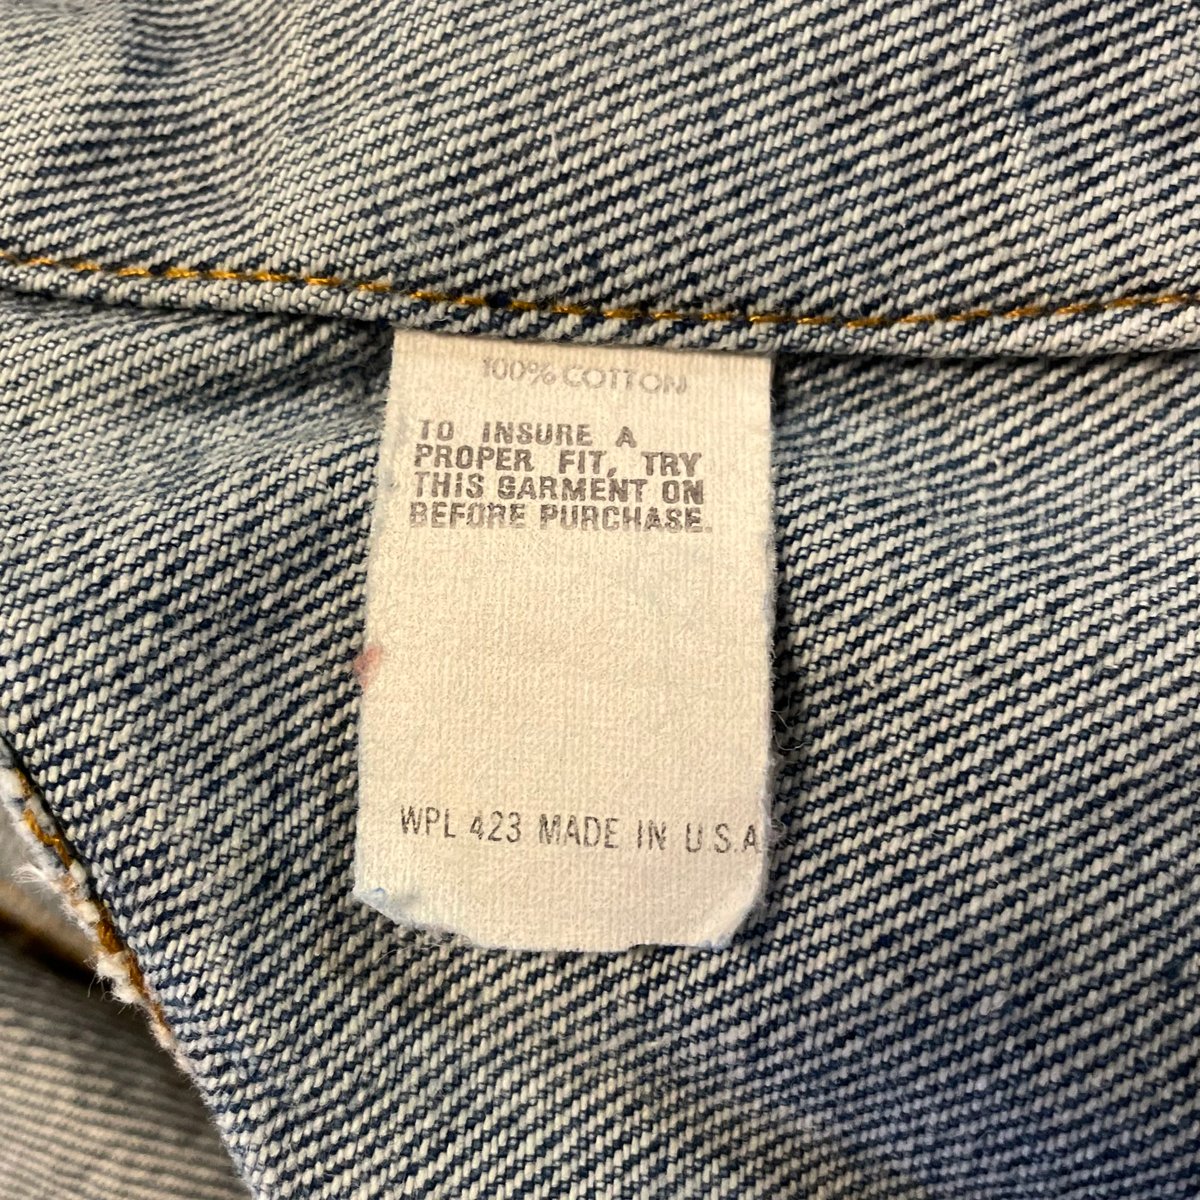 100% COTTON
TO INSURE A
PROPER FIT, TRY
THIS GARMENT ON
BEFORE PURCHASE.
WPL 423 MADE IN U.S.A